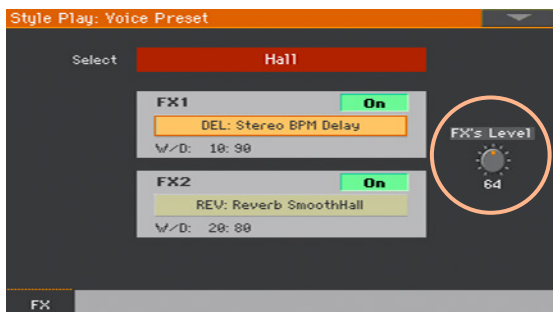 Style Play: Voice Preset
Select Hall
FX1 On
DEL: Stereo BPM Delay
W/D: 10:90
FX's Level
64
FX2 On
REV: Reverb SmoothHall
W/D: 20:80
FX